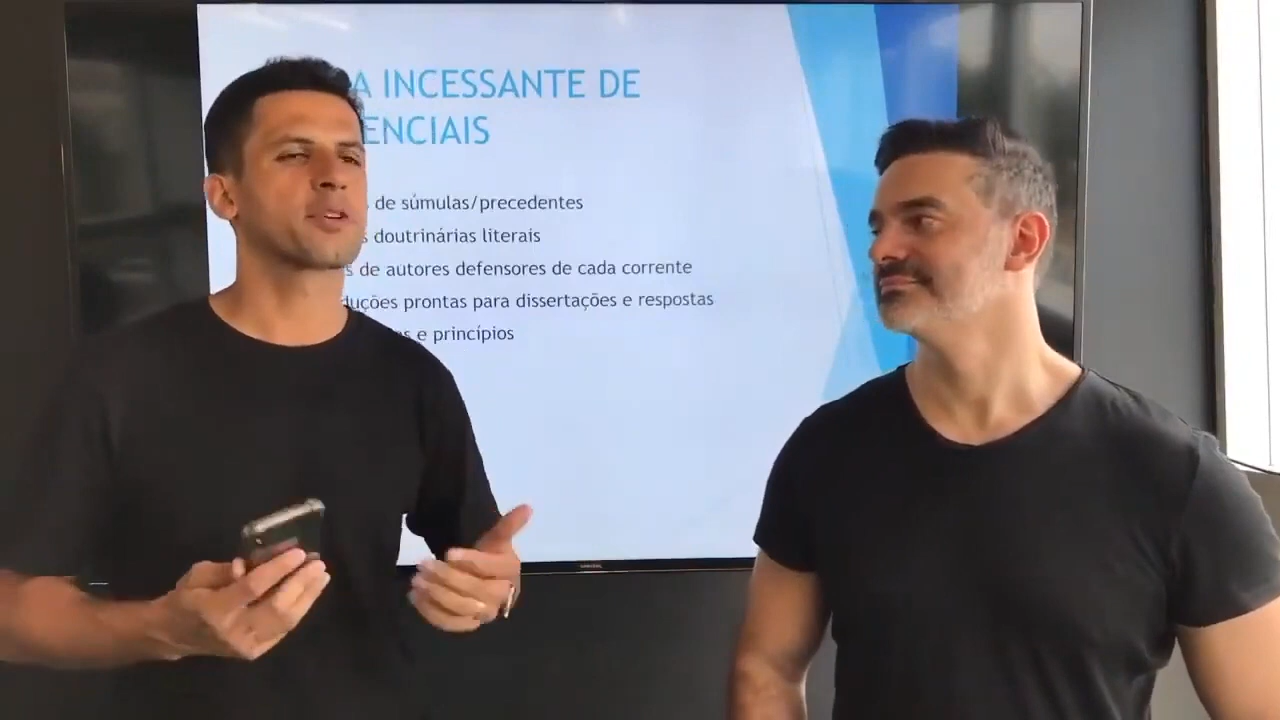 A INCESSANTE DE
ENCIAIS
de súmulas/precedentes
doutrinárias literais
de autores defensores de cada corrente
duções prontas para dissertações e respostas
e princípios